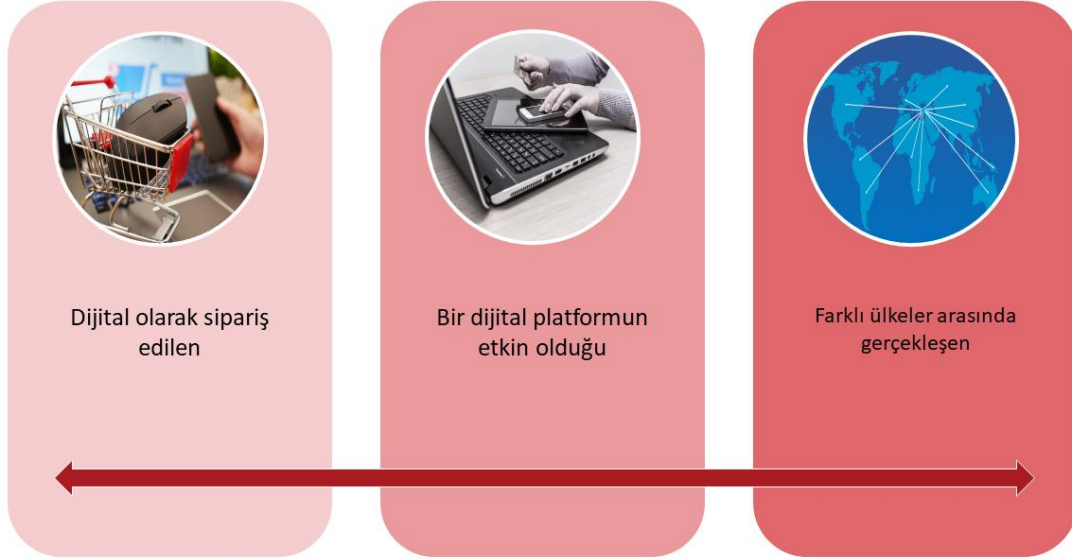 Dijital olarak sipariş
edilen
Bir dijital platformun
etkin olduğu
Farklı ülkeler arasında
gerçekleşen